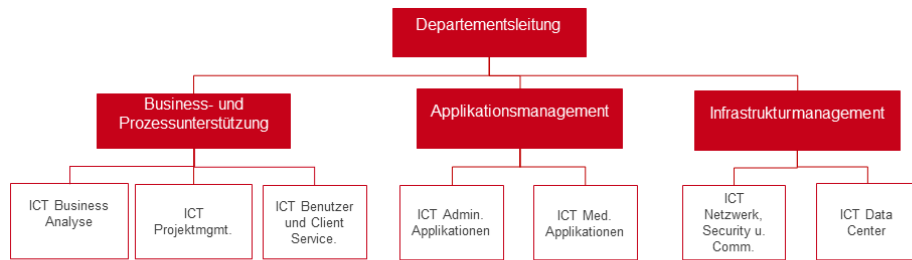 Departementsleitung
Business- und
Prozessunterstützung
Applikationsmanagement
Infrastrukturmanagement
ICT Business
Analyse
ICT
Projektmgmt.
ICT Benutzer
und Client
Service.
ICT Admin.
Applikationen
ICT Med.
Applikationen
ICT
Netzwerk,
Security u.
Comm.
ICT Data
Center